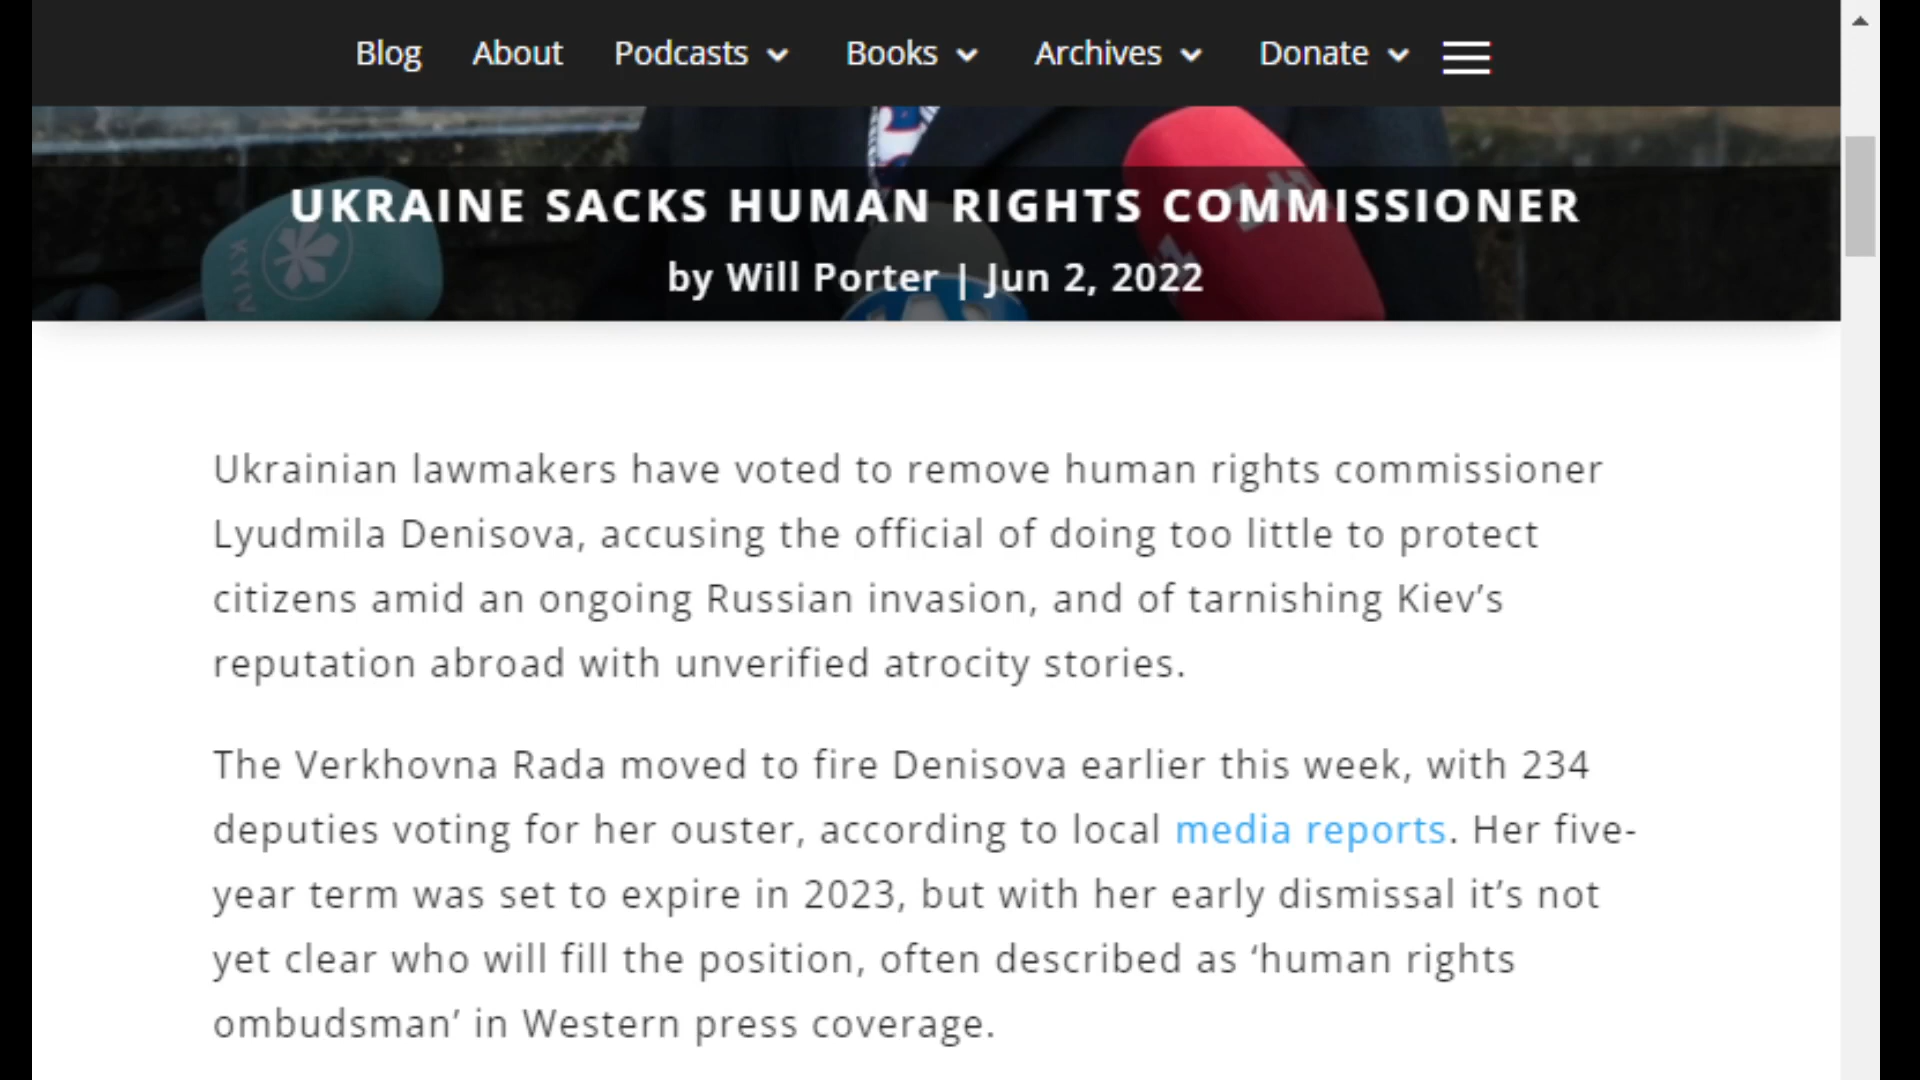 Blog About Podcasts Books Archives Donate
UKRAINE SACKS HUMAN RIGHTS COMMISSIONER
by Will Porter | Jun 2, 2022
KYIV
Ukrainian lawmakers have voted to remove human rights commissioner
Lyudmila Denisova, accusing the official of doing too little to protect
citizens amid an ongoing Russian invasion, and of tarnishing Kiev’s
reputation abroad with unverified atrocity stories.
The Verkhovna Rada moved to fire Denisova earlier this week, with 234
deputies voting for her ouster, according to local media reports. Her five-
year term was set to expire in 2023, but with her early dismissal it’s not
yet clear who will fill the position, often described as ‘human rights
ombudsman’ in Western press coverage.